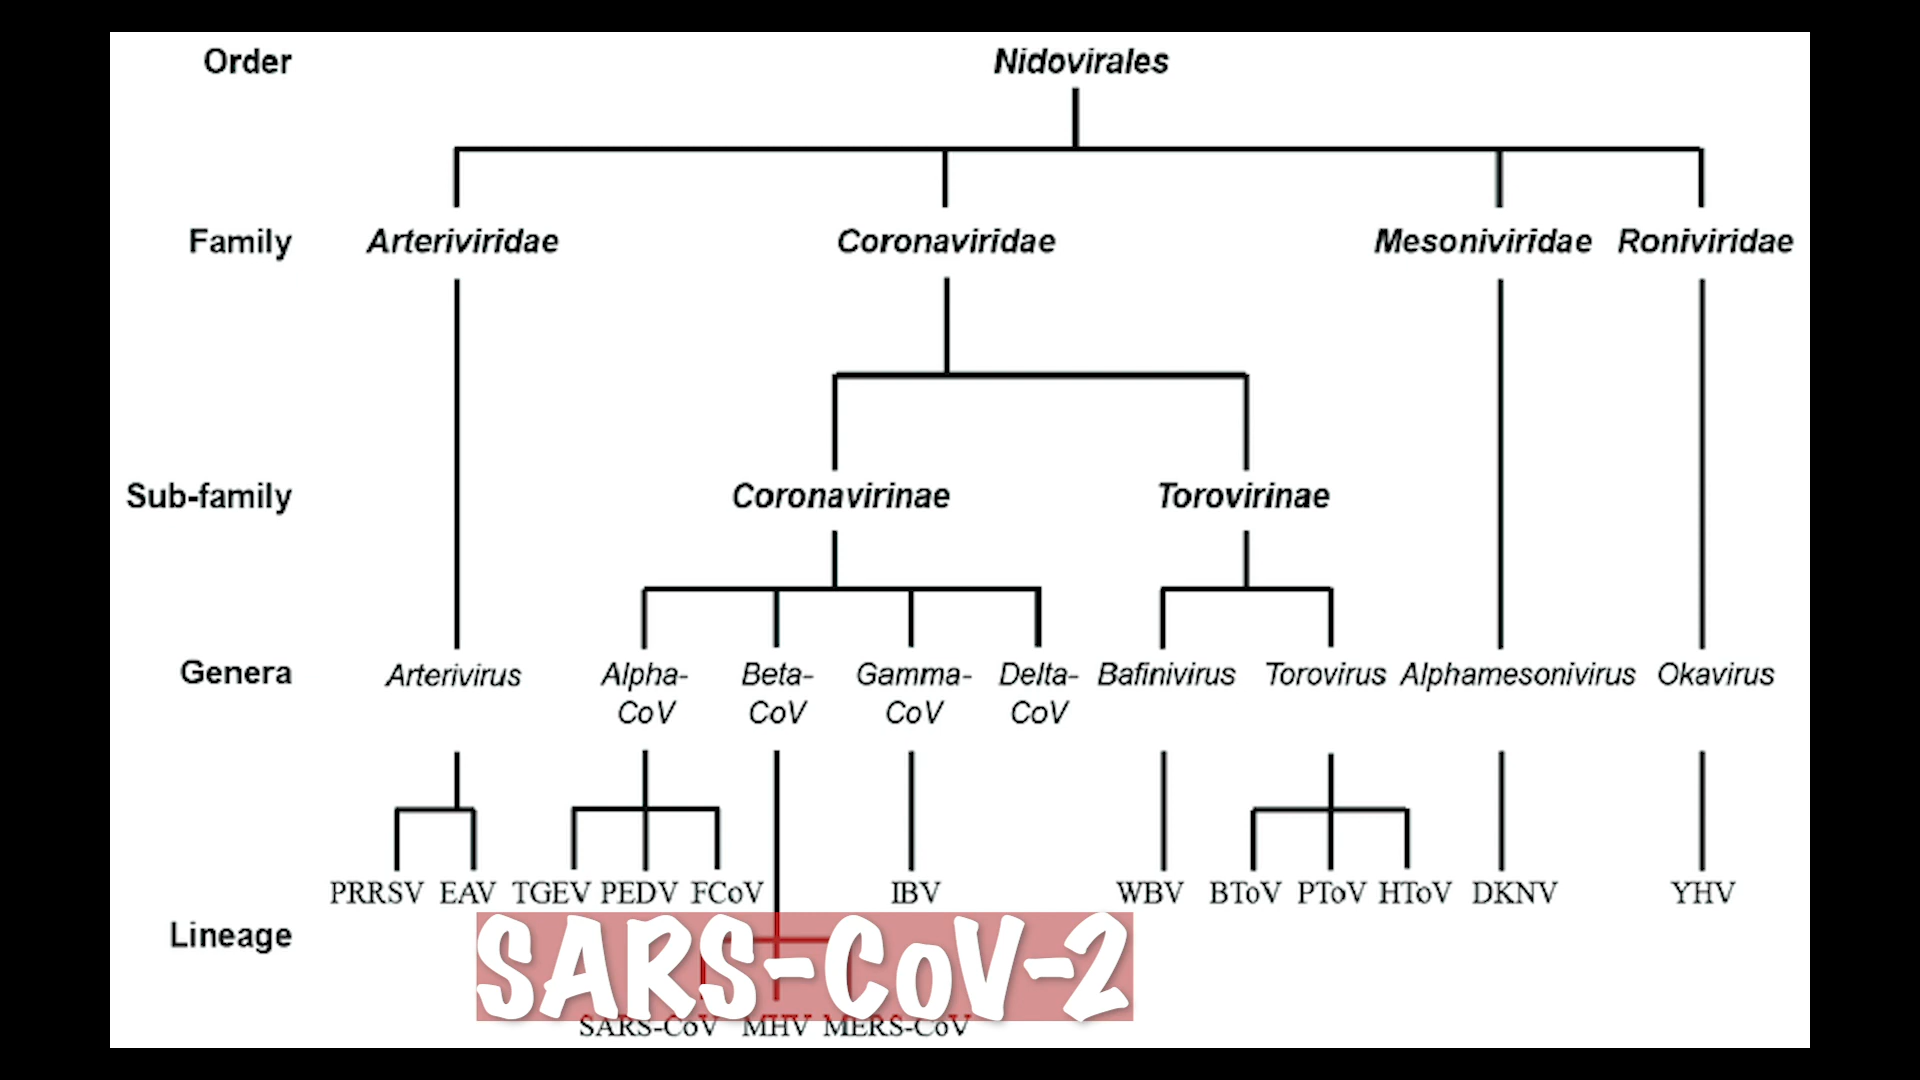 Order Nidovirales
Family Arteriviridae Coronaviridae Mesoniviridae Roniviridae
Sub-family Coronavirinae Torovirinae
Genera Arterivirus Alpha- Beta- Gamma- Delta- Bafinivirus Torovirus Alphamesonivirus Okavirus
CoV CoV CoV CoV
PRRSV EAV TGEV PEDV FCoV IBV WBV BToV PToV HToV DKNV YHV
Lineage
SARS-CoV-2
SARS-CoV MHV MERS-CoV